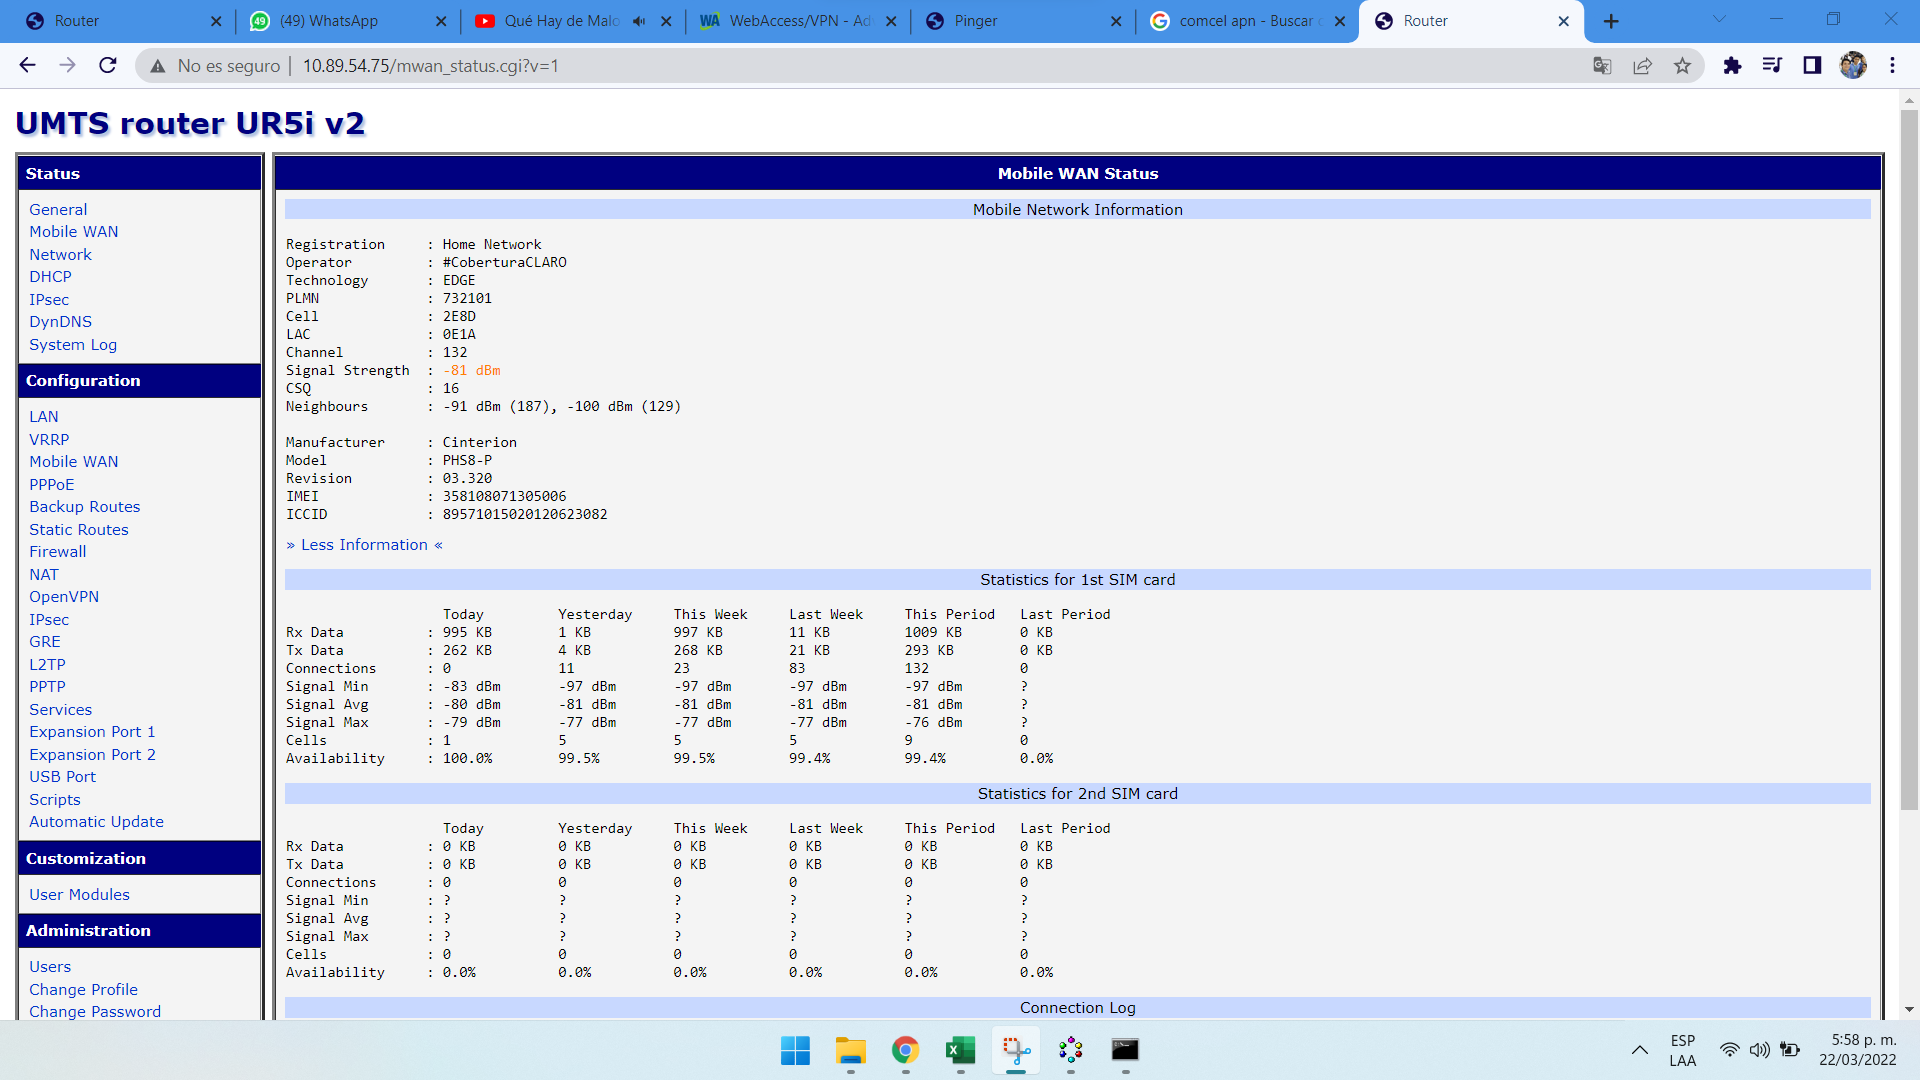 Router
(49) WhatsApp
Qué Hay de Malo
WebAccess/VPN - Ad
Pinger
comcel apn - Buscar
Router
No es seguro | 10.89.54.75/mwan_status.cgi?v=1
UMTS router UR5i v2
Status
General
Mobile WAN
Network
DHCP
IPsec
DynDNS
System Log
Configuration
LAN
VRRP
Mobile WAN
PPPoE
Backup Routes
Static Routes
Firewall
NAT
OpenVPN
IPsec
GRE
L2TP
PPTP
Services
Expansion Port 1
Expansion Port 2
USB Port
Scripts
Automatic Update
Customization
User Modules
Administration
Users
Change Profile
Change Password
Mobile WAN Status
Mobile Network Information
Registration : Home Network
Operator : #CoberturaCLARO
Technology : EDGE
PLMN : 732101
Cell : 2E8D
LAC : 0E1A
Channel : 132
Signal Strength : -81 dBm
CSQ : 16
Neighbours : -91 dBm (187), -100 dBm (129)
Manufacturer : Cinterion
Model : PHS8-P
Revision : 03.320
IMEI : 358108071305006
ICCID : 89571015020120623082
» Less Information «
Statistics for 1st SIM card
Today Yesterday This Week Last Week This Period Last Period
Rx Data : 995 KB 1 KB 997 KB 11 KB 1009 KB 0 KB
Tx Data : 262 KB 4 KB 268 KB 21 KB 293 KB 0 KB
Connections : 0 11 23 83 132 0
Signal Min : -83 dBm -97 dBm -97 dBm -97 dBm -97 dBm ?
Signal Avg : -80 dBm -81 dBm -81 dBm -81 dBm -81 dBm ?
Signal Max : -79 dBm -77 dBm -77 dBm -77 dBm -76 dBm ?
Cells : 1 5 5 5 9 0
Availability : 100.0% 99.5% 99.5% 99.4% 99.4% 0.0%
Statistics for 2nd SIM card
Today Yesterday This Week Last Week This Period Last Period
Rx Data : 0 KB 0 KB 0 KB 0 KB 0 KB 0 KB
Tx Data : 0 KB 0 KB 0 KB 0 KB 0 KB 0 KB
Connections : 0 0 0 0 0 0
Signal Min : ? ? ? ? ? ?
Signal Avg : ? ? ? ? ? ?
Signal Max : ? ? ? ? ? ?
Cells : 0 0 0 0 0 0
Availability : 0.0% 0.0% 0.0% 0.0% 0.0% 0.0%
Connection Log
ESP
LAA
5:58 p. m.
22/03/2022